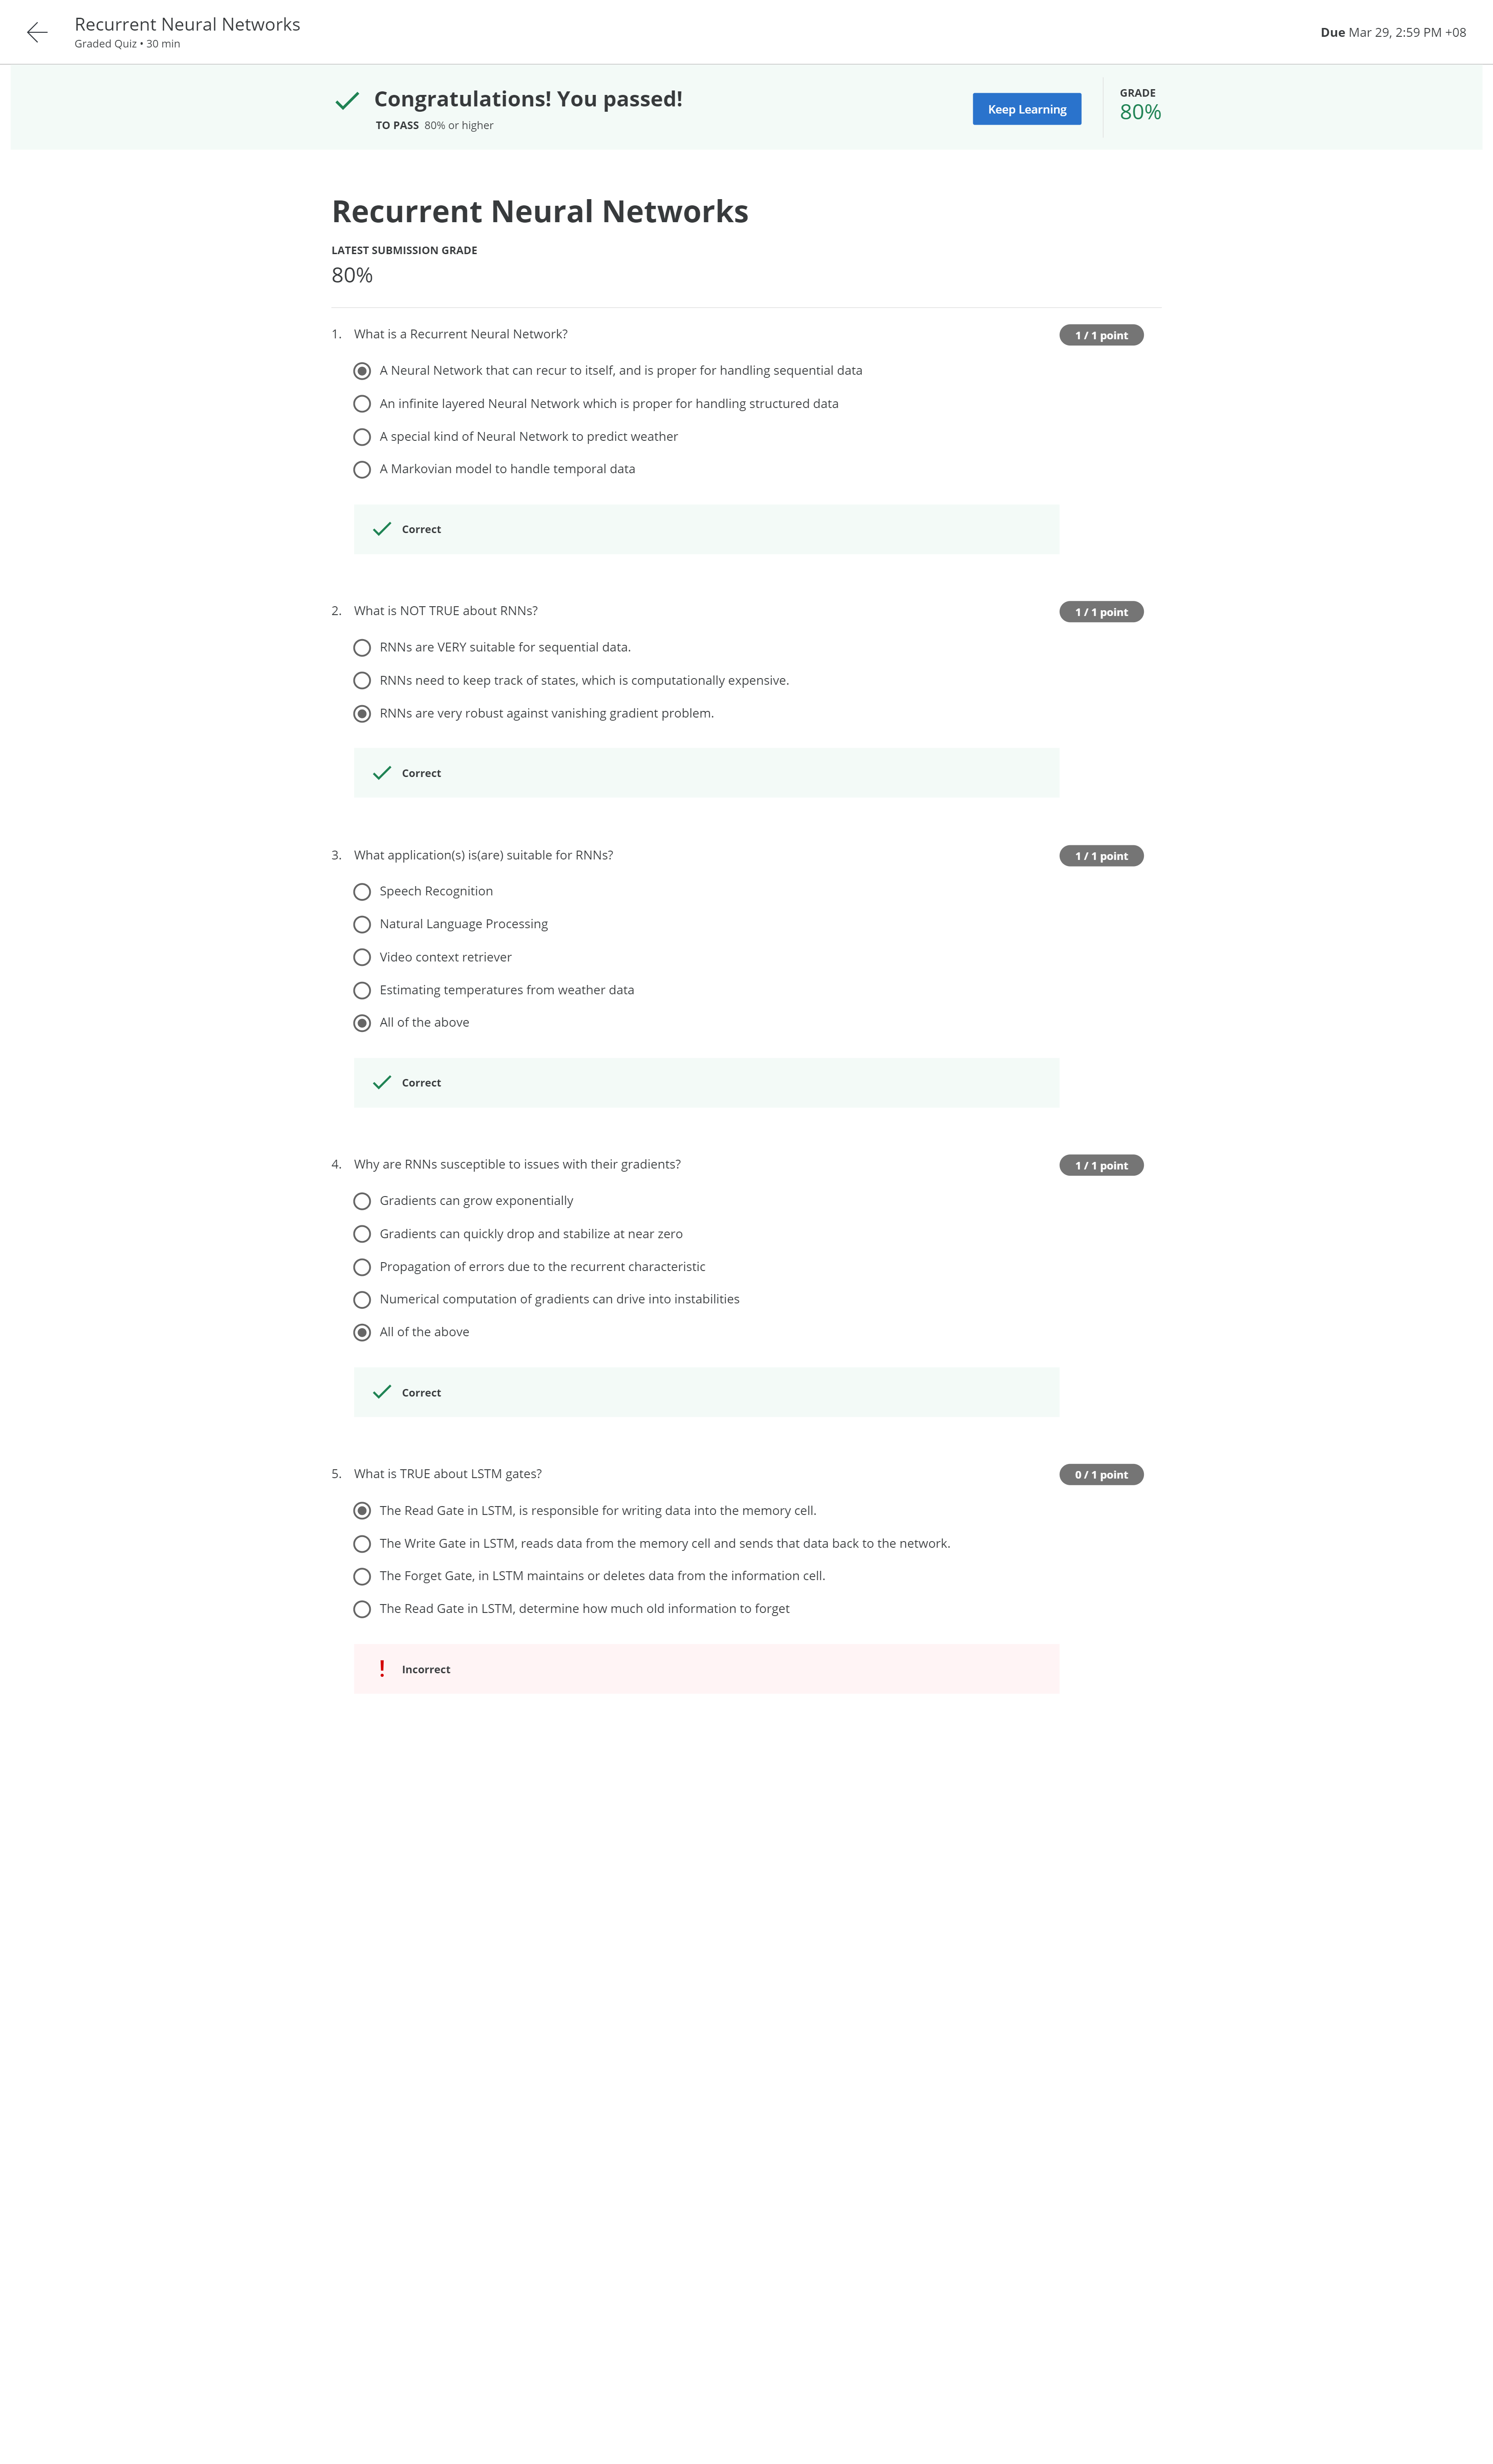 Recurrent Neural Networks
Graded Quiz • 30 min
Due Mar 29, 2:59 PM +08
Congratulations! You passed!
TO PASS 80% or higher
Keep Learning
GRADE
80%
Recurrent Neural Networks
LATEST SUBMISSION GRADE
80%
1. What is a Recurrent Neural Network?
1 / 1 point
A Neural Network that can recur to itself, and is proper for handling sequential data
An infinite layered Neural Network which is proper for handling structured data
A special kind of Neural Network to predict weather
A Markovian model to handle temporal data
Correct
2. What is NOT TRUE about RNNs?
1 / 1 point
RNNs are VERY suitable for sequential data.
RNNs need to keep track of states, which is computationally expensive.
RNNs are very robust against vanishing gradient problem.
Correct
3. What application(s) is(are) suitable for RNNs?
1 / 1 point
Speech Recognition
Natural Language Processing
Video context retriever
Estimating temperatures from weather data
All of the above
Correct
4. Why are RNNs susceptible to issues with their gradients?
1 / 1 point
Gradients can grow exponentially
Gradients can quickly drop and stabilize at near zero
Propagation of errors due to the recurrent characteristic
Numerical computation of gradients can drive into instabilities
All of the above
Correct
5. What is TRUE about LSTM gates?
0 / 1 point
The Read Gate in LSTM, is responsible for writing data into the memory cell.
The Write Gate in LSTM, reads data from the memory cell and sends that data back to the network.
The Forget Gate, in LSTM maintains or deletes data from the information cell.
The Read Gate in LSTM, determine how much old information to forget
! Incorrect